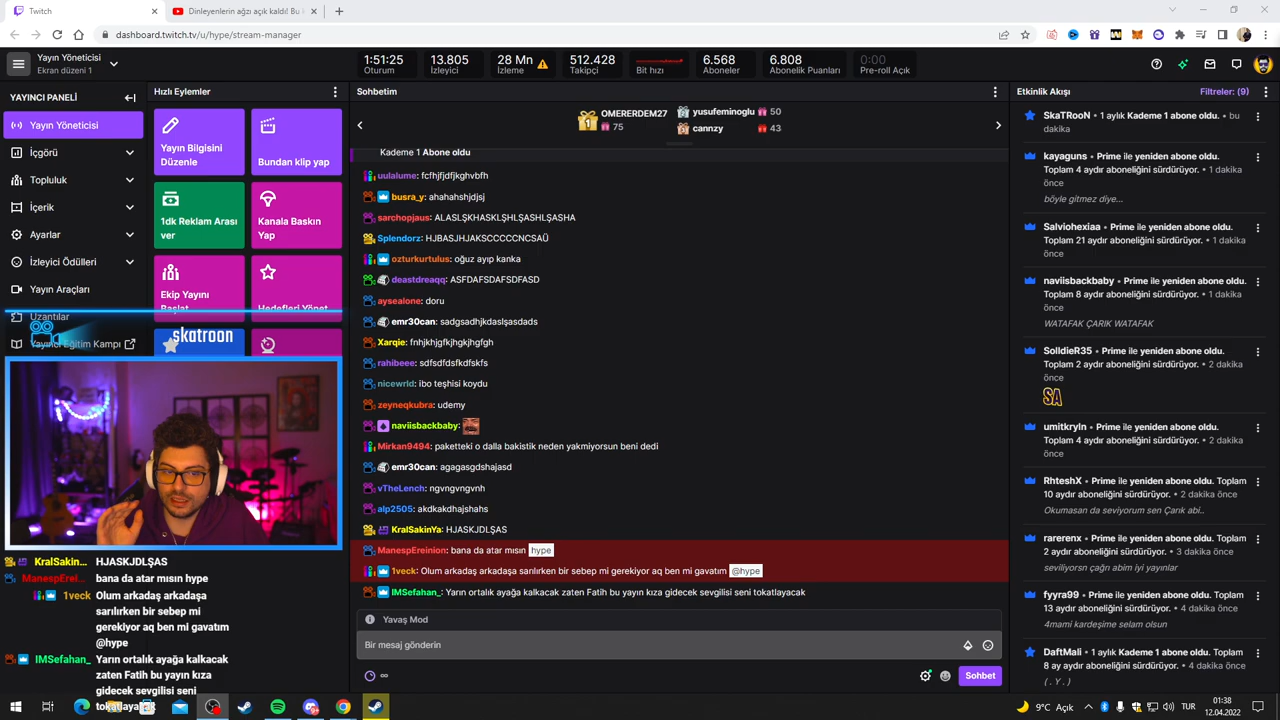 Twitch
Dinleyenlerin ağzı açık kaldı! Bu
dashboard.twitch.tv/u/hype/stream-manager
Yayın Yöneticisi
Ekran düzeni 1
1:51:25
Oturum
13.805
İzleyici
28 Mn
İzleme
512.428
Takipçi
Bit hızı
6.568
Aboneler
6.808
Abonelik Puanları
0:00
Pre-roll Açık
YAYINCI PANELİ
Yayın Yöneticisi
İçgörü
Topluluk
İçerik
Ayarlar
İzleyici Ödülleri
Yayın Araçları
Uzantılar
Yayıncı Eğitim Kampı
Hızlı Eylemler
Yayın Bilgisini
Düzenle
Bundan klip yap
1dk Reklam Arası
ver
Kanala Baskın
Yap
Ekip Yayını
Başlat
Hedefleri Yönet
skatroon
KralSakin... HJASKJDLŞAS
ManespErei... bana da atar mısın hype
1veck Olum arkadaş arkadaşa
sarılırken bir sebep mi
gerekiyor aq ben mi gavatım
@hype
IMSefahan_ Yarın ortalık ayağa kalkacak
zaten Fatih bu yayın kıza
gidecek sevgilisi seni
tokatlayacak
Sohbetim
OMERERDEM27
75
yusufeminoglu 50
cannzy 43
Kademe 1 Abone oldu
uulalume: fcfhjfjdfjkghvbfh
busra_y: ahahahshjdjsj
sarchopjaus: ALASLŞKHASKLŞHLŞASHLŞASHA
Splendorz: HJBASJHJAKSCCCCCNCSAÜ
ozturkurtulus: oğuz ayıp kanka
deastdreaqq: ASFDAFSDAFSDFASD
aysealone: doru
emr30can: sadgsadhjkdaslşasdads
Xarqie: fnhjkhjgfkjhgkjhgfgh
rahibeee: sdfsdfdsfkdfskfs
nicewrld: ibo teşhisi koydu
zeyneqkubra: udemy
naviisbackbaby:
Mirkan9494: paketteki o dalla bakistik neden yakmiyorsun beni dedi
emr30can: agagasgdshajasd
vTheLench: ngvngvngvnh
alp2505: akdkakdhajshahs
KralSakinYa: HJASKJDLŞAS
ManespEreinion: bana da atar mısın hype
1veck: Olum arkadaş arkadaşa sarılırken bir sebep mi gerekiyor aq ben mi gavatım @hype
IMSefahan_: Yarın ortalık ayağa kalkacak zaten Fatih bu yayın kıza gidecek sevgilisi seni tokatlayacak
Yavaş Mod
Bir mesaj gönderin
Sohbet
Etkinlik Akışı
Filtreler: (9)
SkaTRooN • 1 aylık Kademe 1 abone oldu. • bu
dakika
kayaguns • Prime ile yeniden abone oldu.
Toplam 4 aydır aboneliğini sürdürüyor. • 1 dakika
önce
böyle gitmez diye...
Salviohexiaa • Prime ile yeniden abone oldu.
Toplam 21 aydır aboneliğini sürdürüyor. • 1 dakika
önce
naviisbackbaby • Prime ile yeniden abone oldu.
Toplam 8 aydır aboneliğini sürdürüyor. • 1 dakika
önce
WATAFAK ÇARIK WATAFAK
SolldieR35 • Prime ile yeniden abone oldu.
Toplam 2 aydır aboneliğini sürdürüyor. • 2 dakika
önce
SA
umitkryln • Prime ile yeniden abone oldu.
Toplam 4 aydır aboneliğini sürdürüyor. • 2 dakika
önce
RhteshX • Prime ile yeniden abone oldu. Toplam
10 aydır aboneliğini sürdürüyor. • 2 dakika önce
Okumasan da seviyorum sen Çarık abi..
rarerenx • Prime ile yeniden abone oldu. Toplam
2 aydır aboneliğini sürdürüyor. • 3 dakika önce
seviliyorsn çağın abim iyi yayınlar
fyyra99 • Prime ile yeniden abone oldu. Toplam
13 aydır aboneliğini sürdürüyor. • 4 dakika önce
4mami kardeşime selam olsun
DaftMali • 1 aylık Kademe 1 abone oldu. Toplam
8 ay aydır aboneliğini sürdürüyor. • 4 dakika önce
( . Y . )
9°C Açık
TUR
01:38
12.04.2022